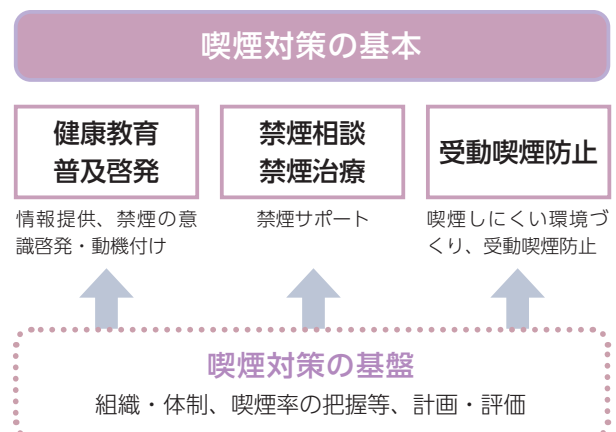 喫煙対策の基本
健康教育
普及啓発
情報提供、禁煙の意
識啓発・動機付け
禁煙相談
禁煙治療
禁煙サポート
受動喫煙防止
喫煙しにくい環境づ
くり、受動喫煙防止
喫煙対策の基盤
組織・体制、喫煙率の把握等、計画・評価